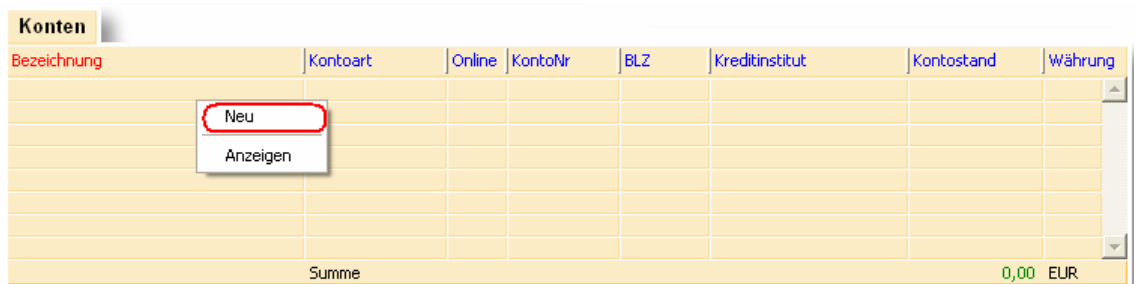 Konten
Bezeichnung Kontoart Online KontoNr BLZ Kreditinstitut Kontostand Währung
Neu
Anzeigen
Summe 0,00 EUR